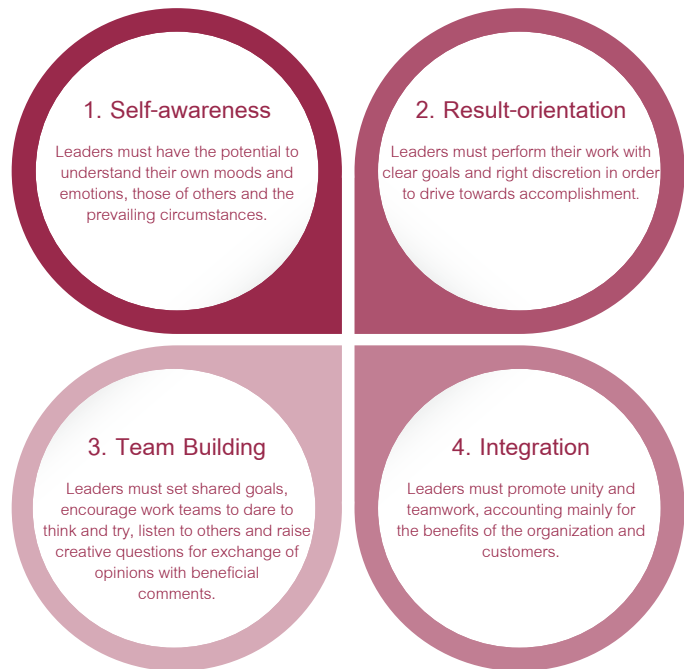 1. Self-awareness
Leaders must have the potential to
understand their own moods and
emotions, those of others and the
prevailing circumstances.
2. Result-orientation
Leaders must perform their work with
clear goals and right discretion in order
to drive towards accomplishment.
3. Team Building
Leaders must set shared goals,
encourage work teams to dare to
think and try, listen to others and raise
creative questions for exchange of
opinions with beneficial
comments.
4. Integration
Leaders must promote unity and
teamwork, accounting mainly for
the benefits of the organization and
customers.